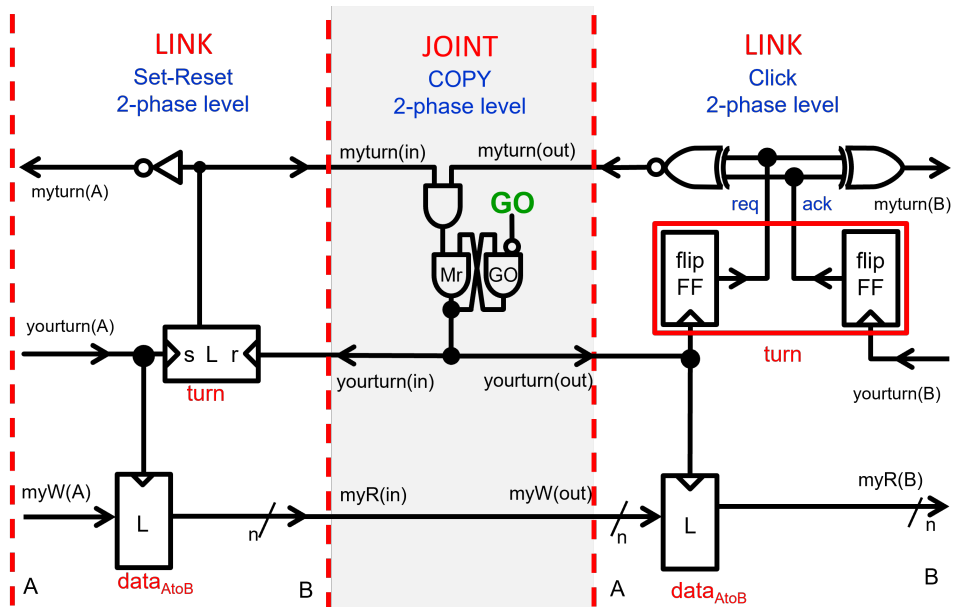 LINK
Set-Reset
2-phase level
JOINT
COPY
2-phase level
LINK
Click
2-phase level
myturn(A)
myturn(in)
myturn(out)
GO
req
ack
myturn(B)
Mr
GO
flip
FF
flip
FF
yourturn(A)
s L r
turn
yourturn(in)
yourturn(out)
turn
yourturn(B)
myW(A)
L
n
myR(in)
myW(out)
n
L
myR(B)
n
A
dataAtoB
B
A
dataAtoB
B